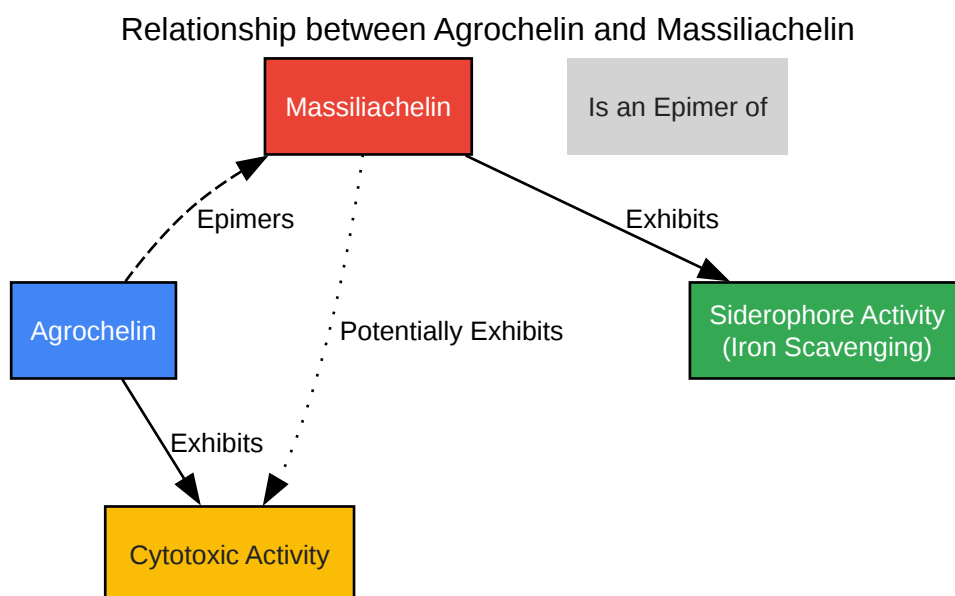 Relationship between Agrochelin and Massiliachelin
Massiliachelin
Is an Epimer of
Epimers
Exhibits
Agrochelin
Potentially Exhibits
Siderophore Activity
(Iron Scavenging)
Exhibits
Cytotoxic Activity